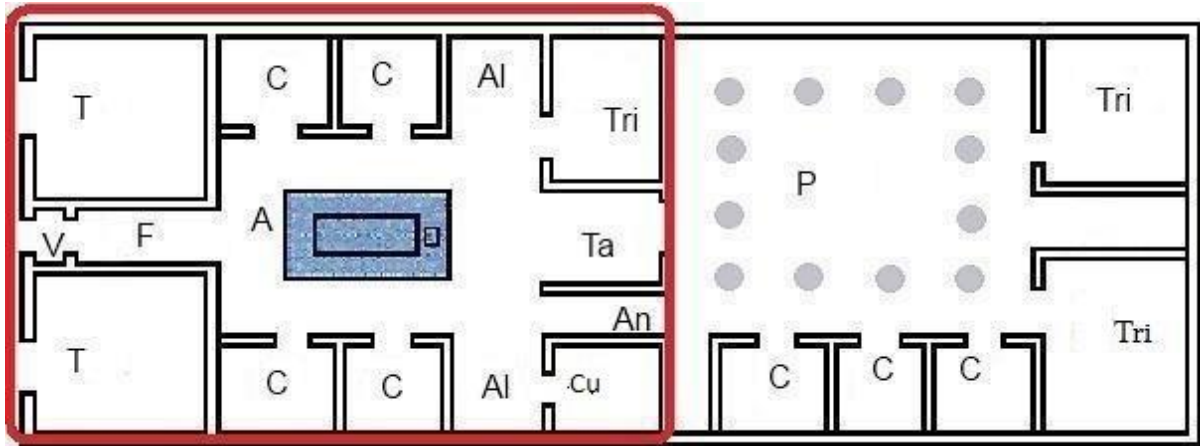 C C Al
T Tri Tri
P
A
V F Ta
An
T C C Al Cu C C C Tri